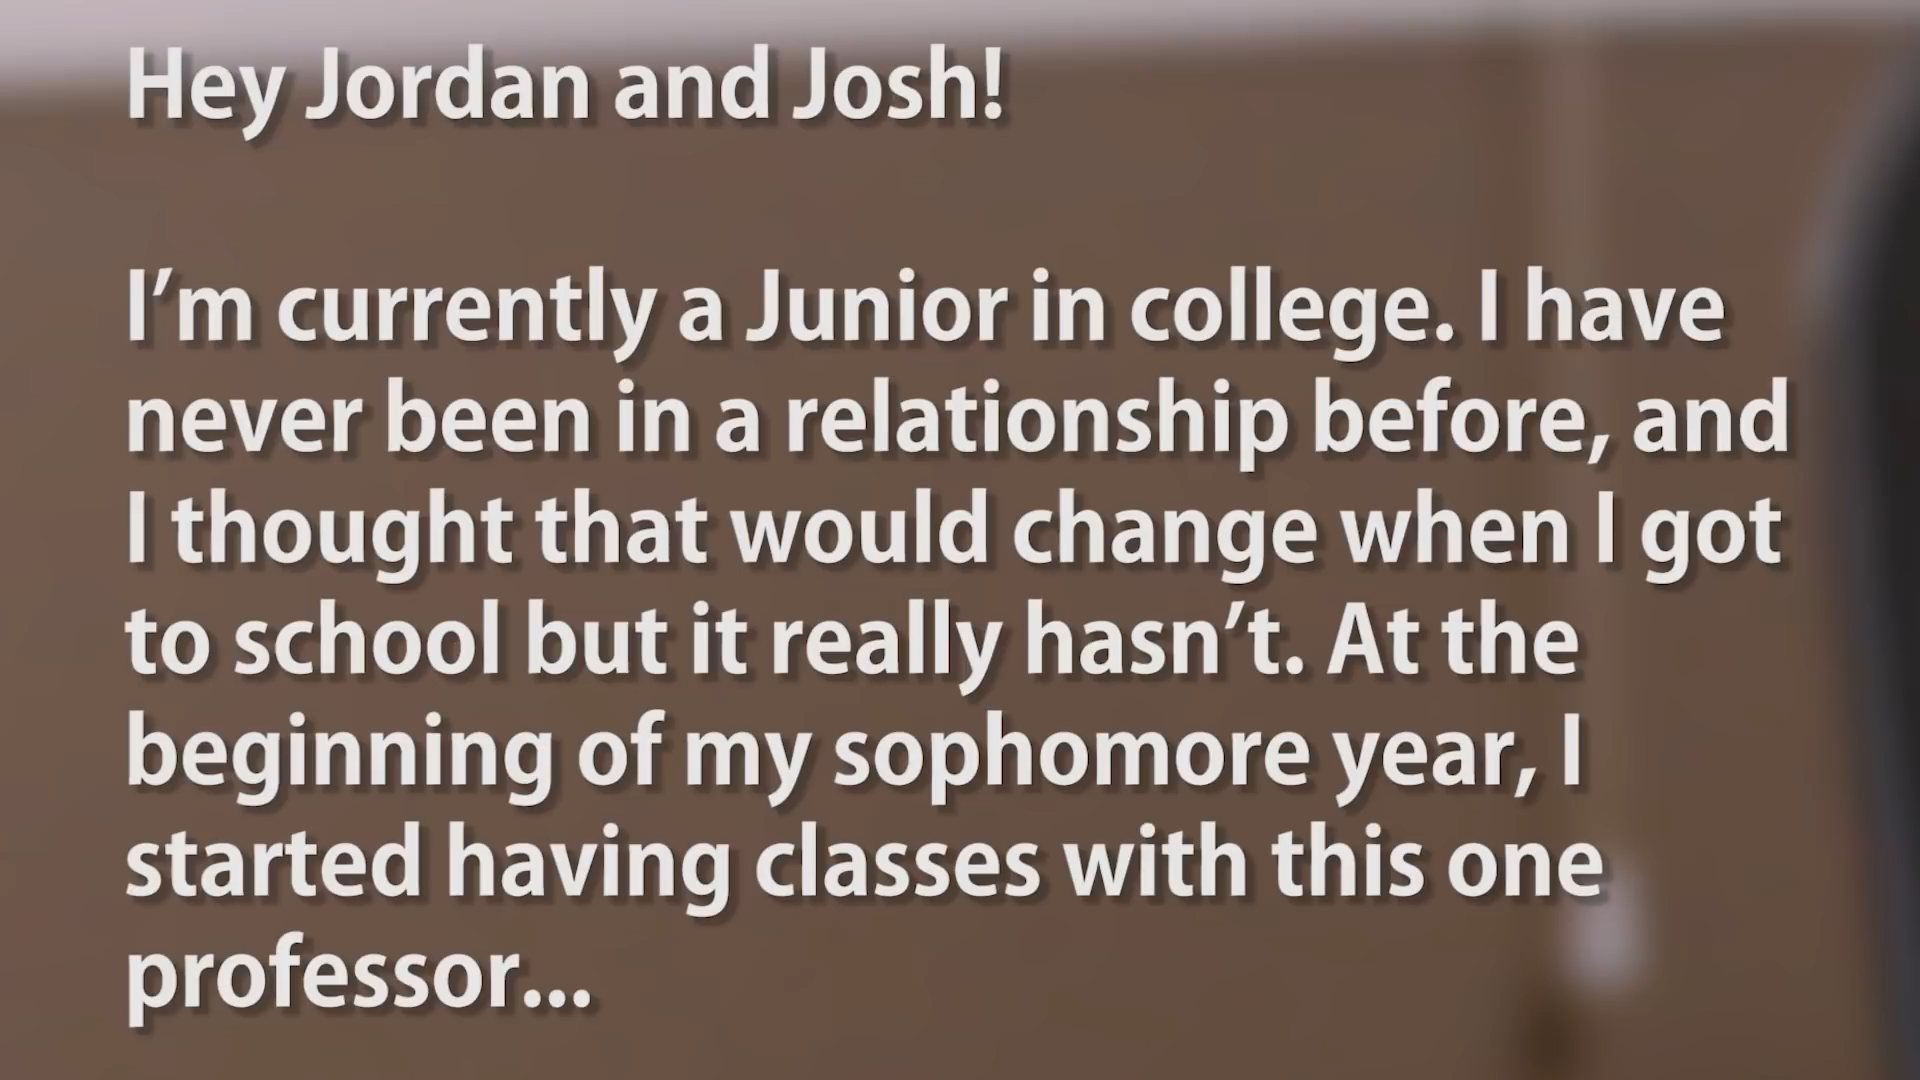 Hey Jordan and Josh!
I’m currently a Junior in college. I have
never been in a relationship before, and
I thought that would change when I got
to school but it really hasn’t. At the
beginning of my sophomore year, I
started having classes with this one
professor...